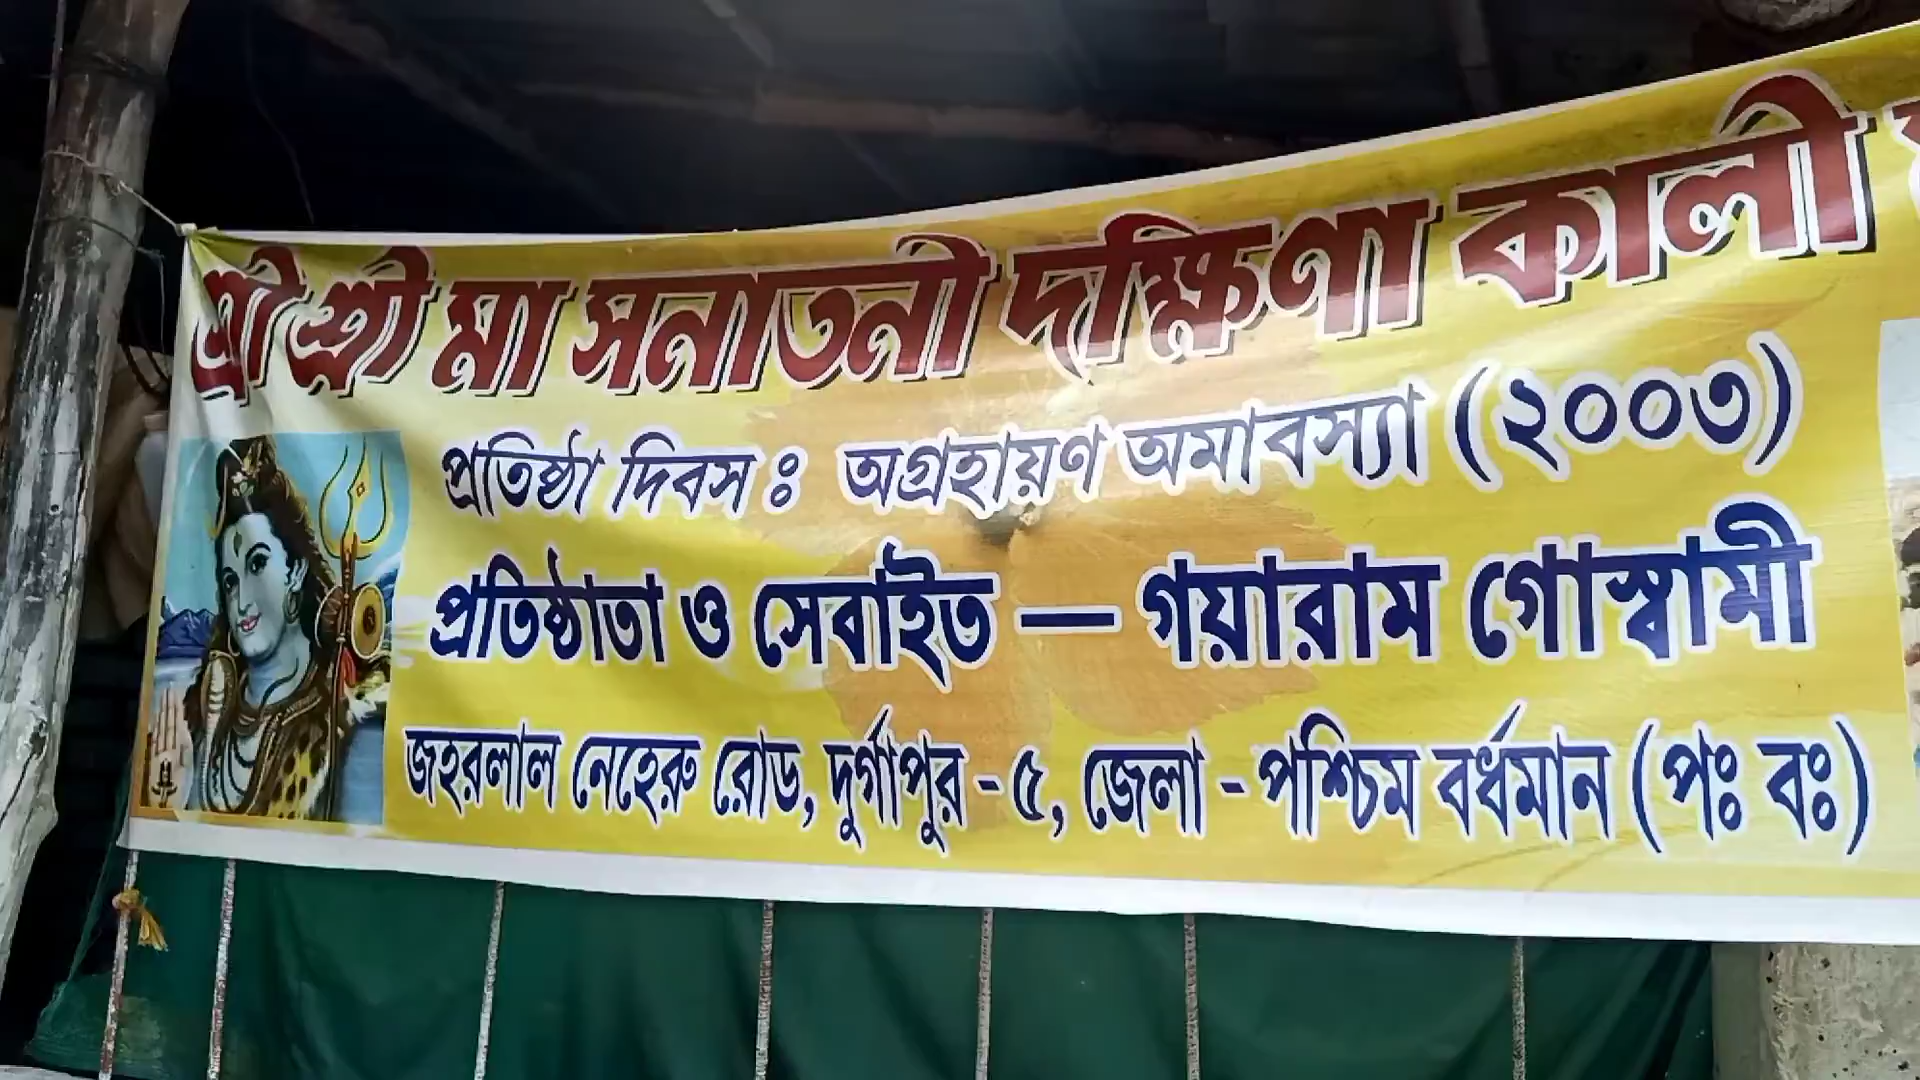 শ্রী শ্রী মা সনাতনী দক্ষিণা কালী
প্রতিষ্ঠা দিবস ঃ অগ্রহায়ণ অমাবস্যা (২০০৩)
প্রতিষ্ঠাতা ও সেবাইত — গয়ারাম গোস্বামী
জহরলাল নেহেরু রোড, দুর্গাপুর - ৫, জেলা - পশ্চিম বর্ধমান (পঃ বঃ)